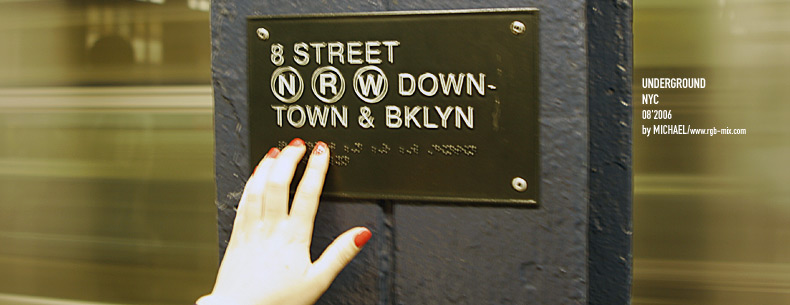 8 STREET
N R W DOWN-
TOWN & BKLYN
UNDERGROUND
NYC
08'2006
by MICHAEL/www.rgb-mix.com